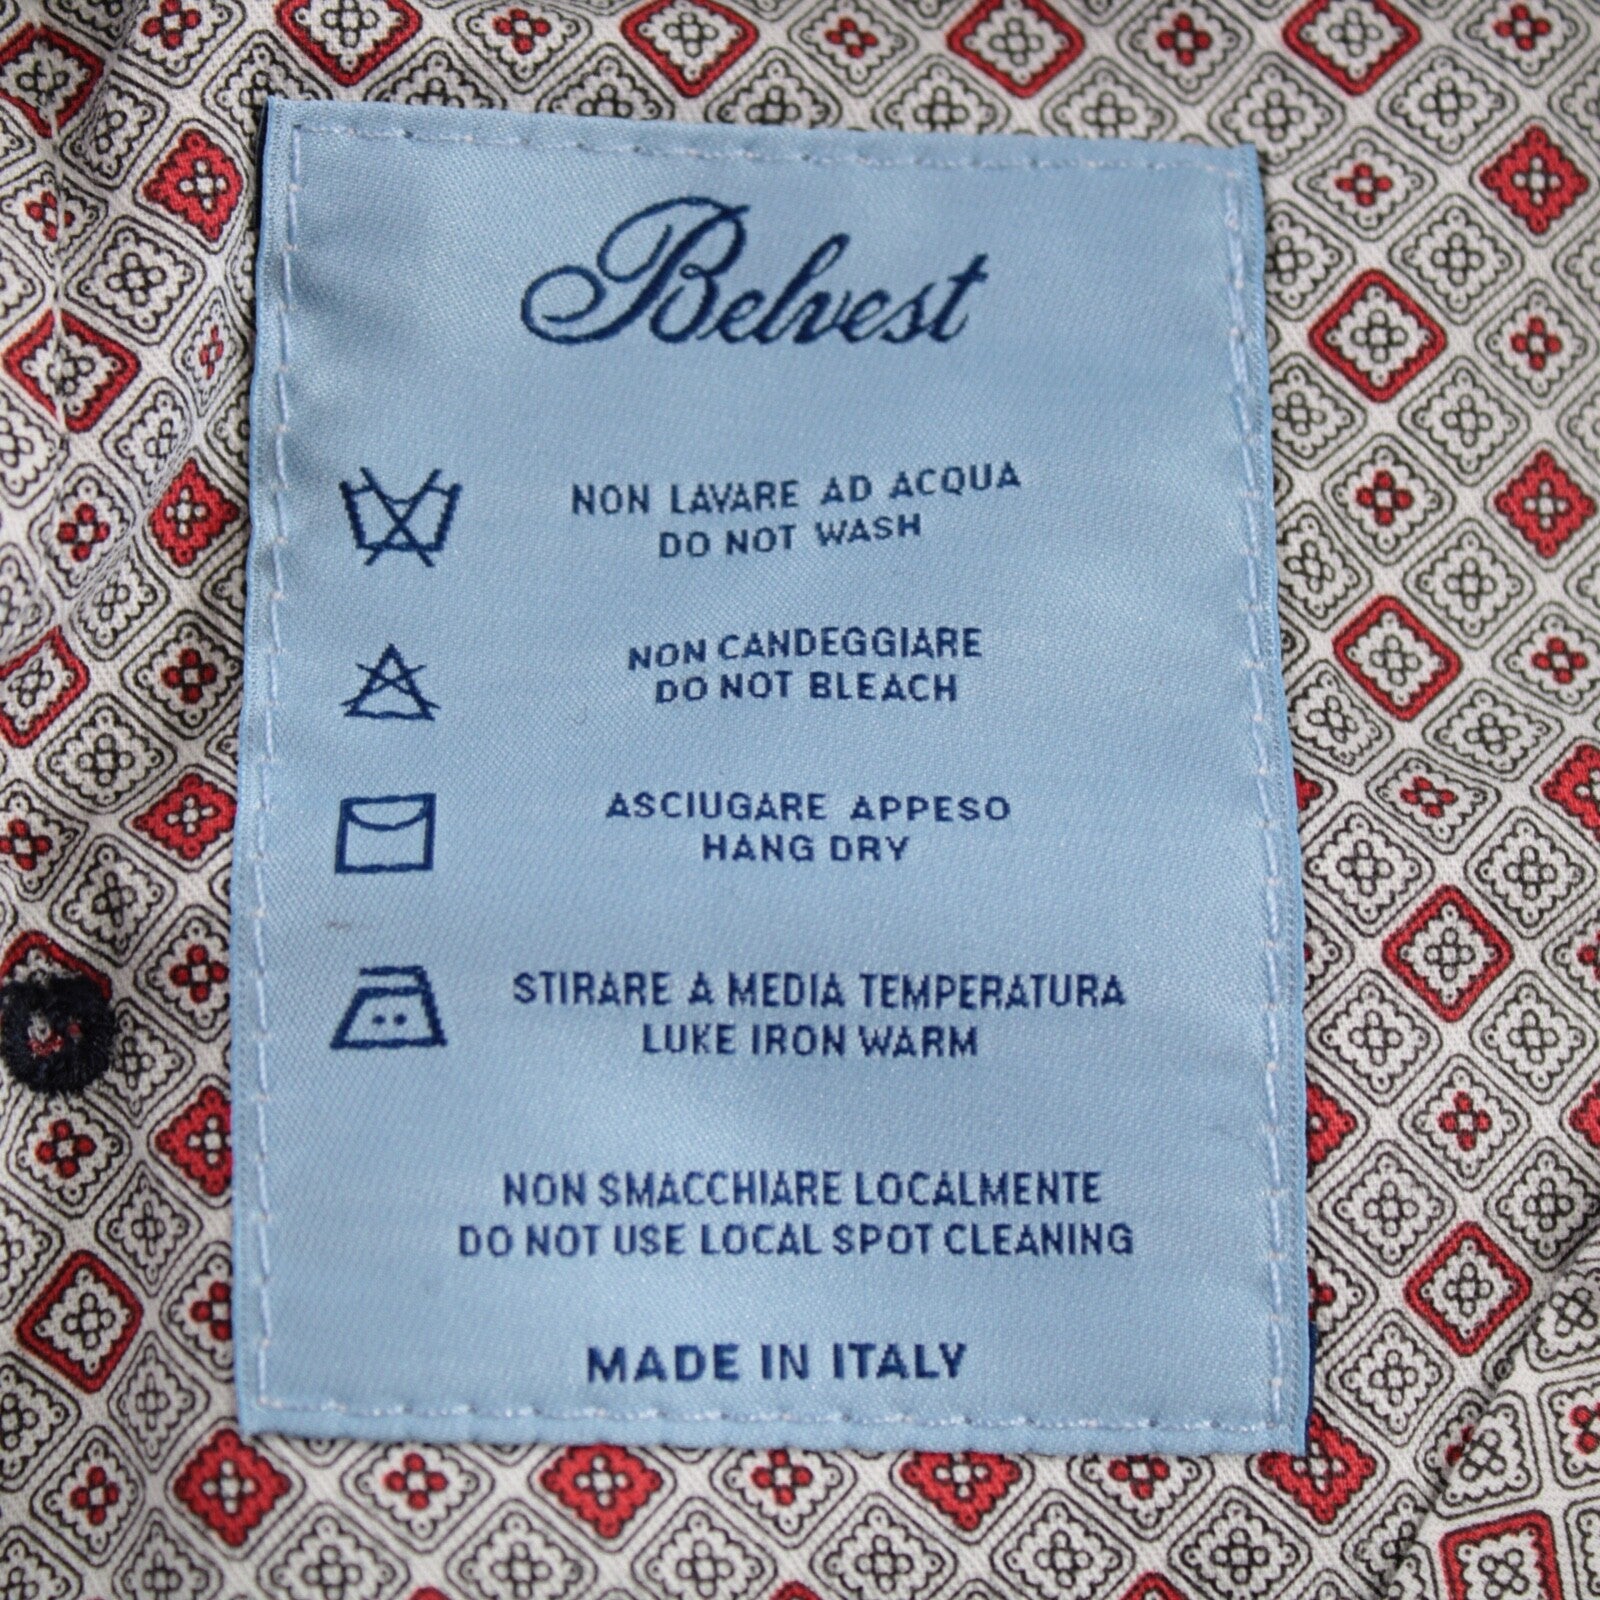 Belvest
NON LAVARE AD ACQUA
DO NOT WASH
NON CANDEGGIARE
DO NOT BLEACH
ASCIUGARE APPESO
HANG DRY
STIRARE A MEDIA TEMPERATURA
LUKE IRON WARM
NON SMACCHIARE LOCALMENTE
DO NOT USE LOCAL SPOT CLEANING
MADE IN ITALY